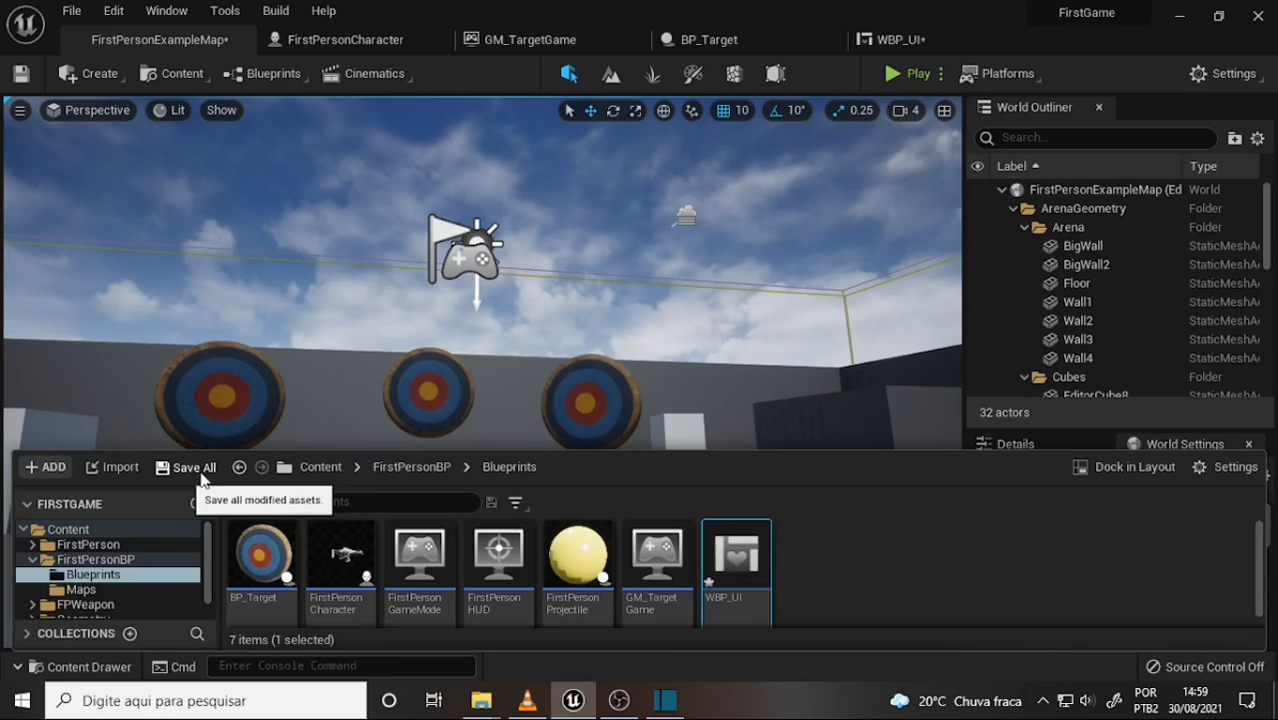 File Edit Window Tools Build Help FirstGame
FirstPersonExampleMap* FirstPersonCharacter GM_TargetGame BP_Target WBP_UI*
Create Content Blueprints Cinematics Play Platforms Settings
Perspective Lit Show 10 10° 0.25 4
World Outliner
Search...
Label Type
FirstPersonExampleMap (Ed World
ArenaGeometry Folder
Arena Folder
BigWall StaticMeshA
BigWall2 StaticMeshA
Floor StaticMeshA
Wall1 StaticMeshA
Wall2 StaticMeshA
Wall3 StaticMeshA
Wall4 StaticMeshA
Cubes Folder
EditorCube8
32 actors
Details World Settings
+ ADD Import Save All Content > FirstPersonBP > Blueprints Dock in Layout Settings
Save all modified assets.
FIRSTGAME
Content
FirstPerson
FirstPersonBP
Blueprints
Maps
FPWeapon
COLLECTIONS
BP_Target
FirstPerson Character
FirstPerson GameMode
FirstPerson HUD
FirstPerson Projectile
GM_Target Game
WBP_UI
7 items (1 selected)
Content Drawer Cmd Enter Console Command Source Control Off
Digite aqui para pesquisar 20°C Chuva fraca
POR
PTB2
14:59
30/08/2021